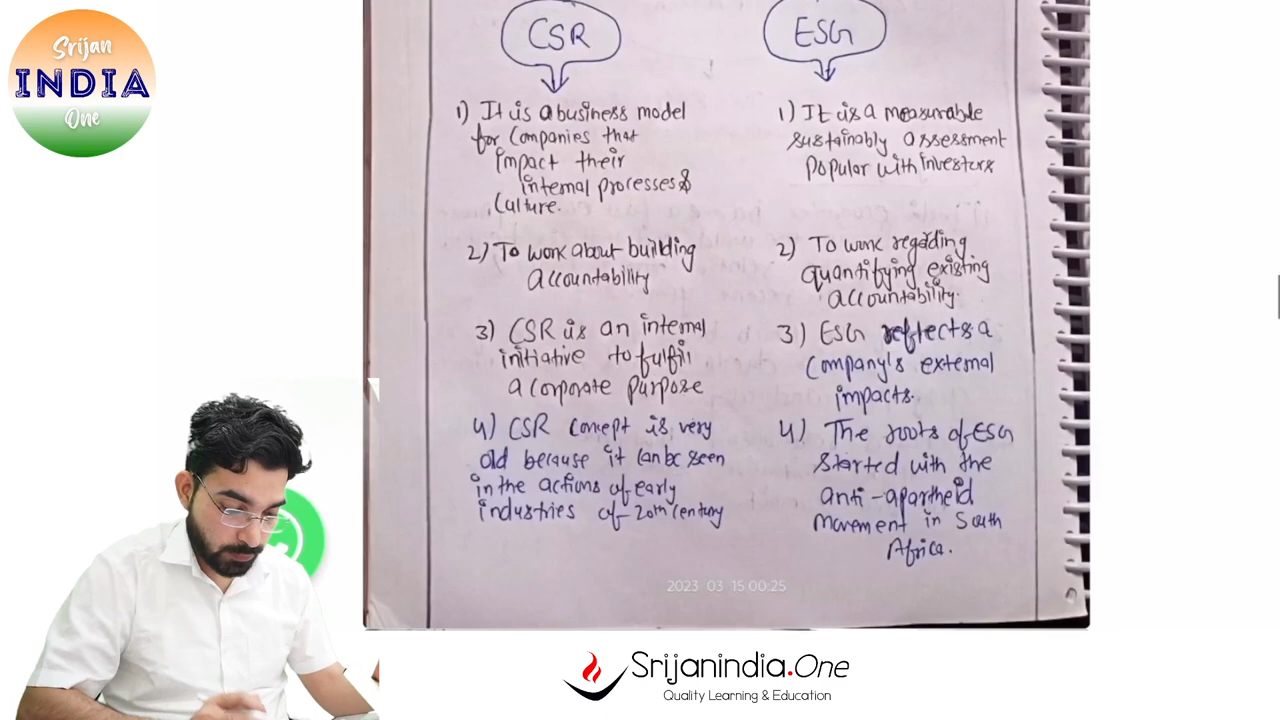 Srijan
INDIA
One
CSR
1) It is a business model
for companies that
impact their
internal processes &
Culture.
2) To work about building
accountability
3) CSR is an internal
initiative to fulfill
a corporate purpose
4) CSR concept is very
old because it can be seen
in the actions of early
industries of 20th century
ESG
1) It is a measurable
sustainably assessment
Popular with investors
2) To work regarding
quantifying existing
accountability.
3) ESG reflects a
Company's external
impacts.
4) The roots of ESG
started with the
anti-apartheid
movement in South
Africa.
2023 03 15 00:25
Srijanindia.One
Quality Learning & Education